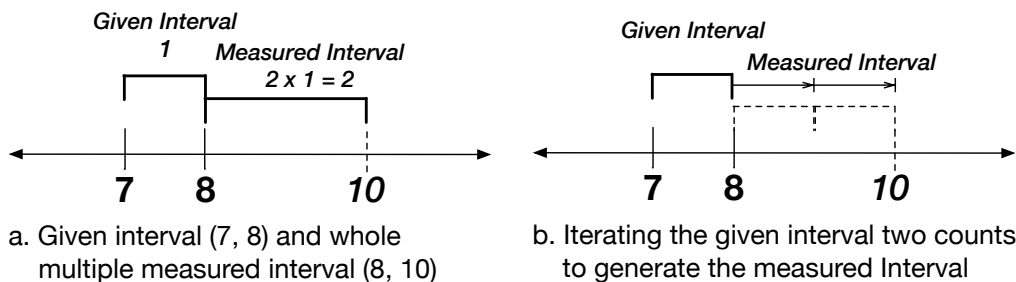 Given Interval
1
Measured Interval
2 x 1 = 2
7 8 10
a. Given interval (7, 8) and whole
multiple measured interval (8, 10)
Given Interval
Measured Interval
7 8 10
b. Iterating the given interval two counts
to generate the measured Interval